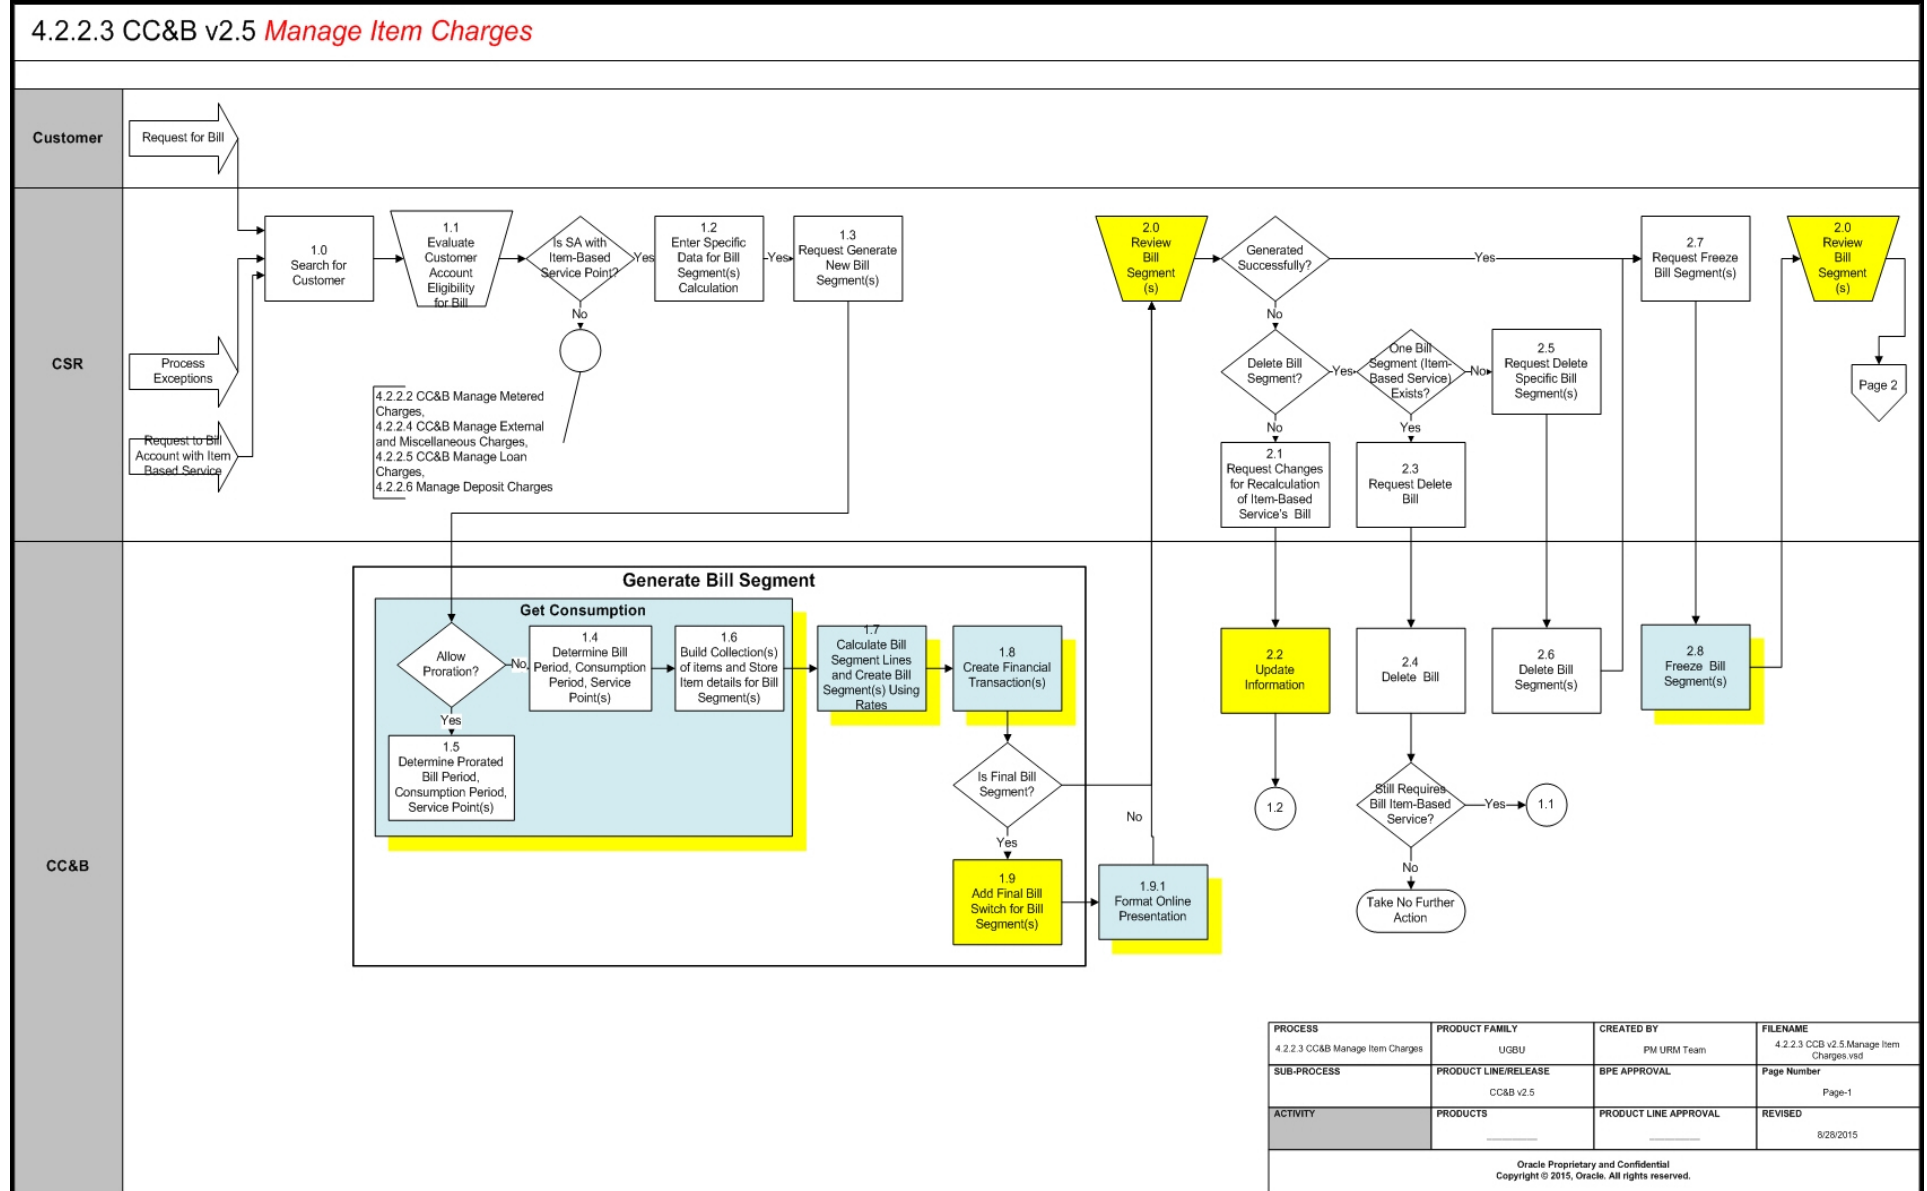 4.2.2.3 CC&B v2.5 Manage Item Charges
Customer
Request for Bill
CSR
1.0
Search for
Customer
1.1
Evaluate
Customer
Account
Eligibility
for Bill
Is SA with
Item-Based
Service Point?
Yes
No
1.2
Enter Specific
Data for Bill
Segment(s)
Calculation
Yes
1.3
Request Generate
New Bill
Segment(s)
Process
Exceptions
Request to Bill
Account with Item
Based Service
4.2.2.2 CC&B Manage Metered
Charges,
4.2.2.4 CC&B Manage External
and Miscellaneous Charges,
4.2.2.5 CC&B Manage Loan
Charges,
4.2.2.6 Manage Deposit Charges
2.0
Review
Bill
Segment
(s)
Generated
Successfully?
Yes
No
Delete Bill
Segment?
Yes
No
One Bill
Segment (Item-
Based Service)
Exists?
No
Yes
2.5
Request Delete
Specific Bill
Segment(s)
2.1
Request Changes
for Recalculation
of Item-Based
Service's Bill
2.3
Request Delete
Bill
2.7
Request Freeze
Bill Segment(s)
2.0
Review
Bill
Segment
(s)
Page 2
CC&B
Generate Bill Segment
Get Consumption
Allow
Proration?
No
Yes
1.4
Determine Bill
Period, Consumption
Period, Service
Point(s)
1.5
Determine Prorated
Bill Period,
Consumption Period,
Service Point(s)
1.6
Build Collection(s)
of items and Store
Item details for Bill
Segment(s)
1.7
Calculate Bill
Segment Lines
and Create Bill
Segment(s) Using
Rates
1.8
Create Financial
Transaction(s)
Is Final Bill
Segment?
No
Yes
1.9
Add Final Bill
Switch for Bill
Segment(s)
1.9.1
Format Online
Presentation
2.2
Update
Information
1.2
2.4
Delete Bill
Still Requires
Bill Item-Based
Service?
Yes
1.1
No
Take No Further
Action
2.6
Delete Bill
Segment(s)
2.8
Freeze Bill
Segment(s)
PROCESS
4.2.2.3 CC&B Manage Item Charges
PRODUCT FAMILY
UGBU
CREATED BY
PM URM Team
FILENAME
4.2.2.3 CCB v2.5.Manage Item
Charges.vsd
SUB-PROCESS
PRODUCT LINE/RELEASE
CC&B v2.5
BPE APPROVAL
Page Number
Page-1
ACTIVITY
PRODUCTS
PRODUCT LINE APPROVAL
REVISED
8/28/2015
Oracle Proprietary and Confidential
Copyright © 2015, Oracle. All rights reserved.